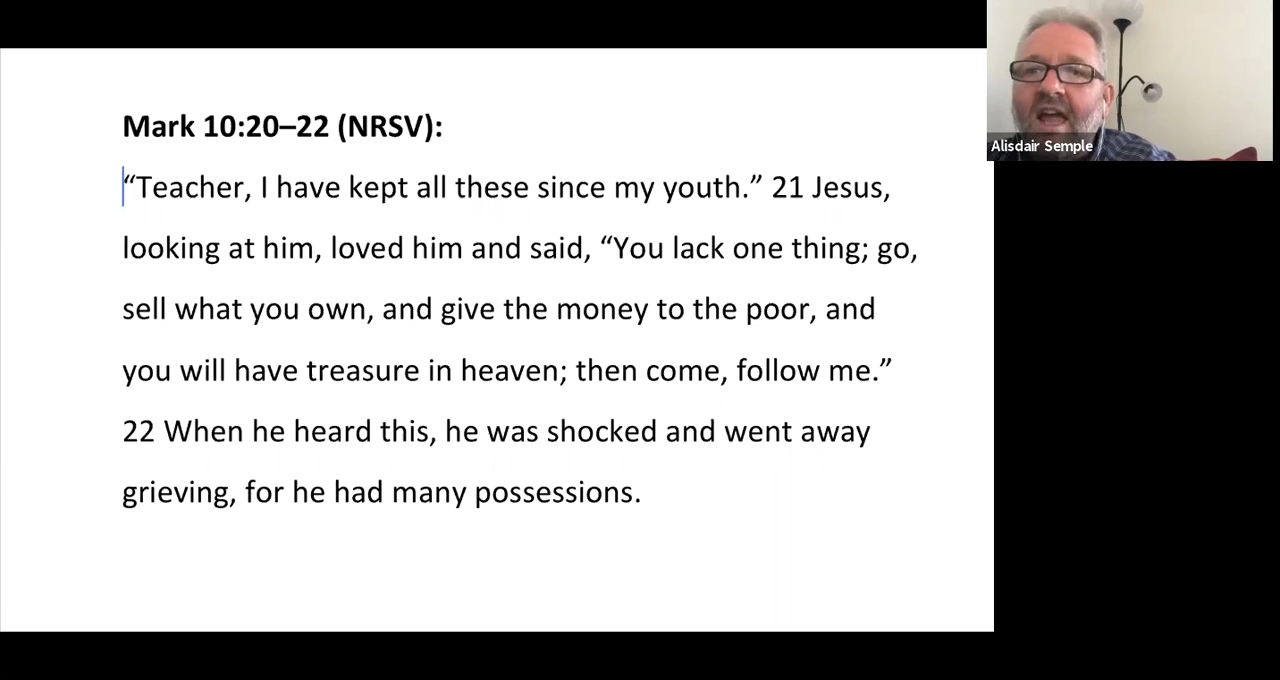 Mark 10:20–22 (NRSV):
“Teacher, I have kept all these since my youth.” 21 Jesus,
looking at him, loved him and said, “You lack one thing; go,
sell what you own, and give the money to the poor, and
you will have treasure in heaven; then come, follow me.”
22 When he heard this, he was shocked and went away
grieving, for he had many possessions.
Alisdair Semple